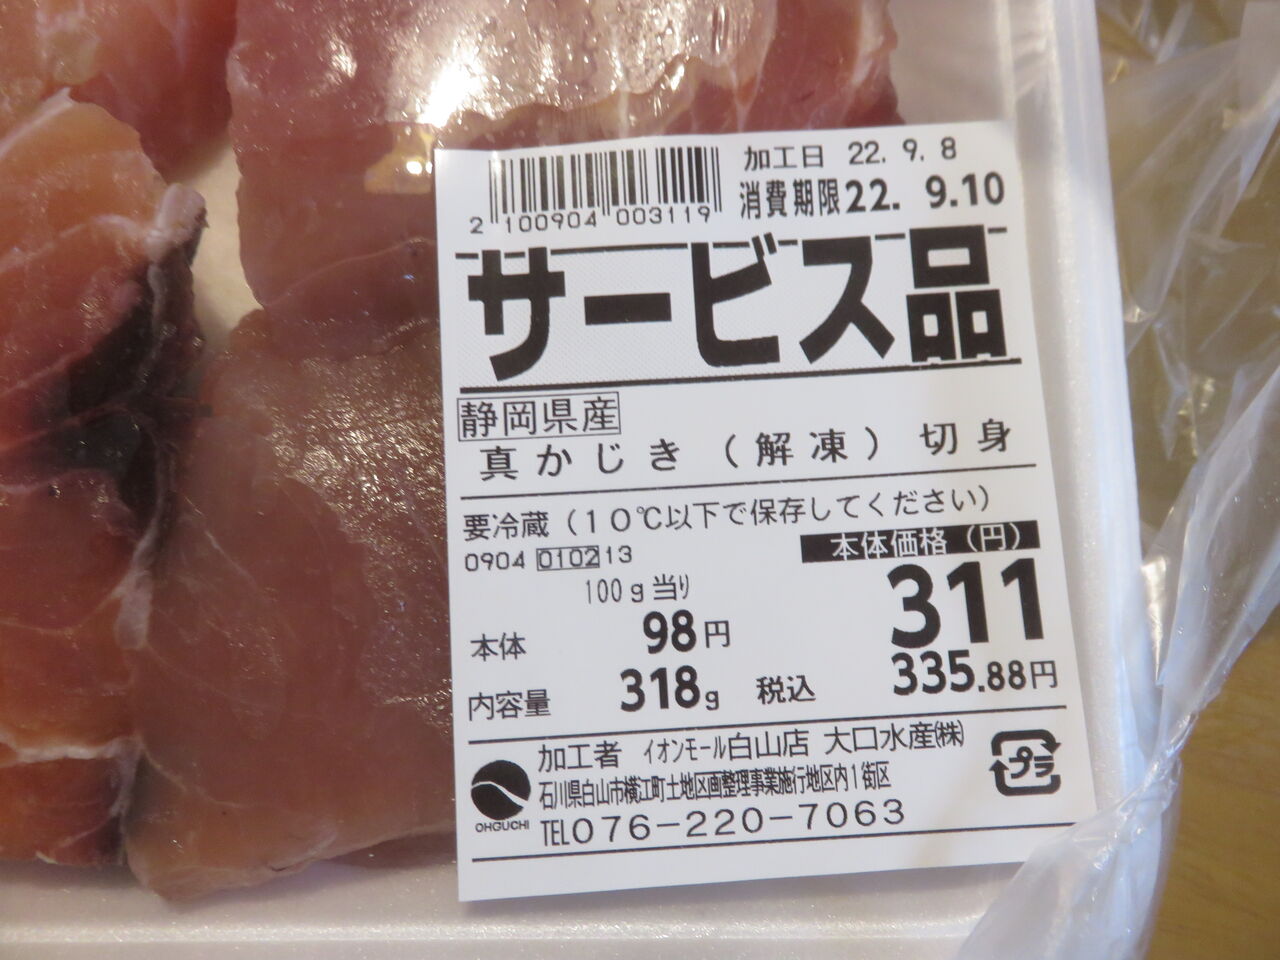 加工日 22. 9. 8
消費期限 22. 9.10
2 100904 003119
サービス品
静岡県産
真かじき(解凍) 切身
要冷蔵(10℃以下で保存してください)
0904 0102 13
本体価格(円)
100g当り
311
本体 98円
335.88円
内容量 318g 税込
加工者 イオンモール白山店 大口水産㈱
石川県白山市横江町土地区画整理事業施行地区内1街区
OHGUCHI
TEL076-220-7063
プラ